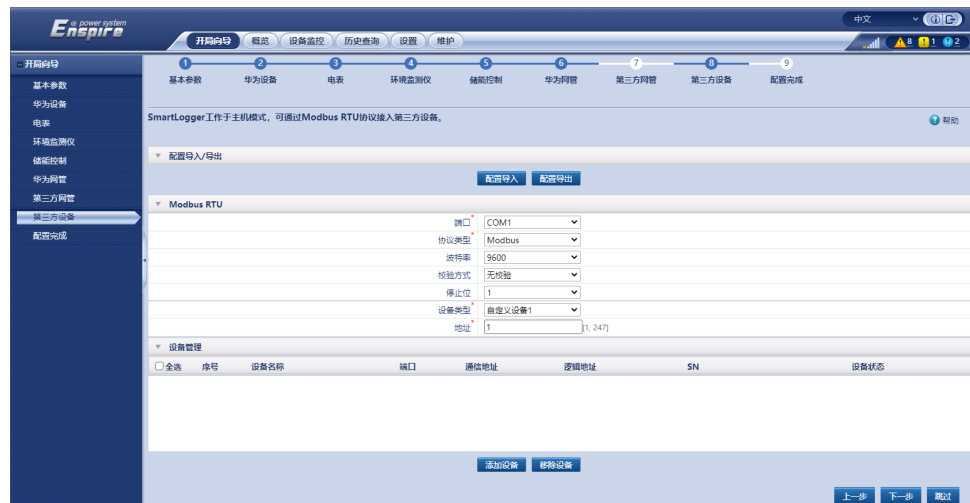 Enspire e power system
中文
开局向导 概览 设备监控 历史查询 设置 维护
8 1 2
开局向导
基本参数
华为设备
电表
环境监测仪
储能控制
华为网管
第三方网管
第三方设备
配置完成
1 2 3 4 5 6 7 8 9
基本参数 华为设备 电表 环境监测仪 储能控制 华为网管 第三方网管 第三方设备 配置完成
SmartLogger工作于主机模式，可通过Modbus RTU协议接入第三方设备。
帮助
配置导入/导出
配置导入 配置导出
Modbus RTU
端口* COM1
协议类型* Modbus
波特率 9600
校验方式 无校验
停止位 1
设备类型* 自定义设备1
地址* 1 [1, 247]
设备管理
全选 序号 设备名称 端口 通信地址 逻辑地址 SN 设备状态
添加设备 移除设备
上一步 下一步 跳过